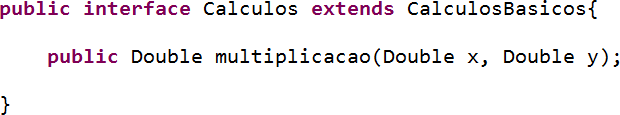 public interface Calculos extends CalculosBasicos{
public Double multiplicacao(Double x, Double y);
}